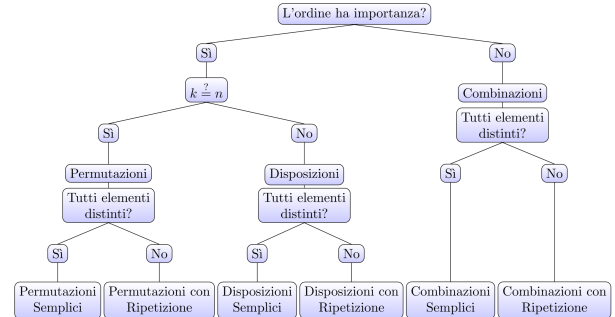 L'ordine ha importanza?
Sì
No
k ≟ n
Combinazioni
Tutti elementi
distinti?
Sì
No
Sì
No
Permutazioni
Disposizioni
Tutti elementi
distinti?
Tutti elementi
distinti?
Sì
No
Sì
No
Permutazioni
Semplici
Permutazioni con
Ripetizione
Disposizioni
Semplici
Disposizioni con
Ripetizione
Combinazioni
Semplici
Combinazioni con
Ripetizione